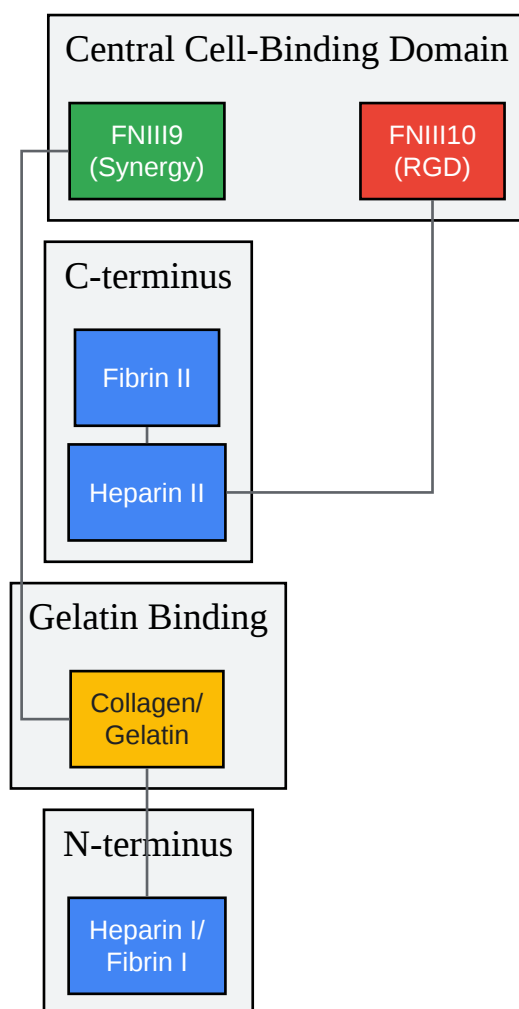 Central Cell-Binding Domain
FNIII9
(Synergy)
FNIII10
(RGD)
C-terminus
Fibrin II
Heparin II
Gelatin Binding
Collagen/
Gelatin
N-terminus
Heparin I/
Fibrin I